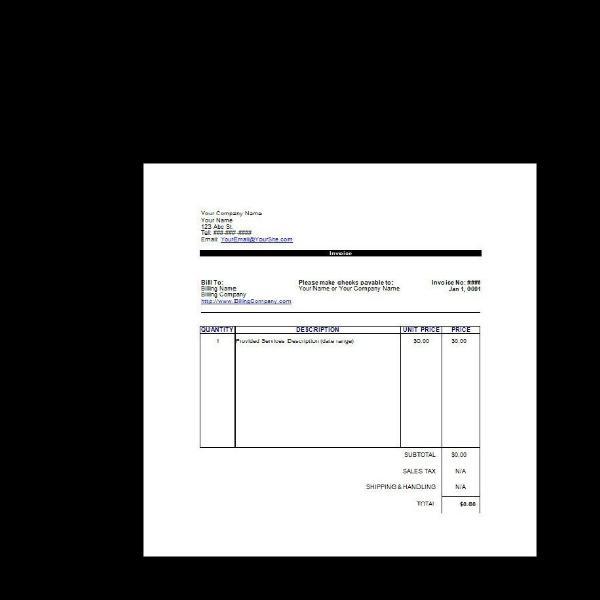 Your Company Name
Your Name
123 Abc St.
Tel: ###-###-####
Email: YourEmail@YourSite.com
Invoice
Bill To: Please make checks payable to: Invoice No: ####
Billing Name Your Name or Your Company Name Jan 1, 0001
Billing Company
http://www.BillingCompany.com
QUANTITY DESCRIPTION UNIT PRICE PRICE
1 Provided Services Description (date range) $0.00 $0.00
SUBTOTAL $0.00
SALES TAX N/A
SHIPPING & HANDLING N/A
TOTAL $0.00